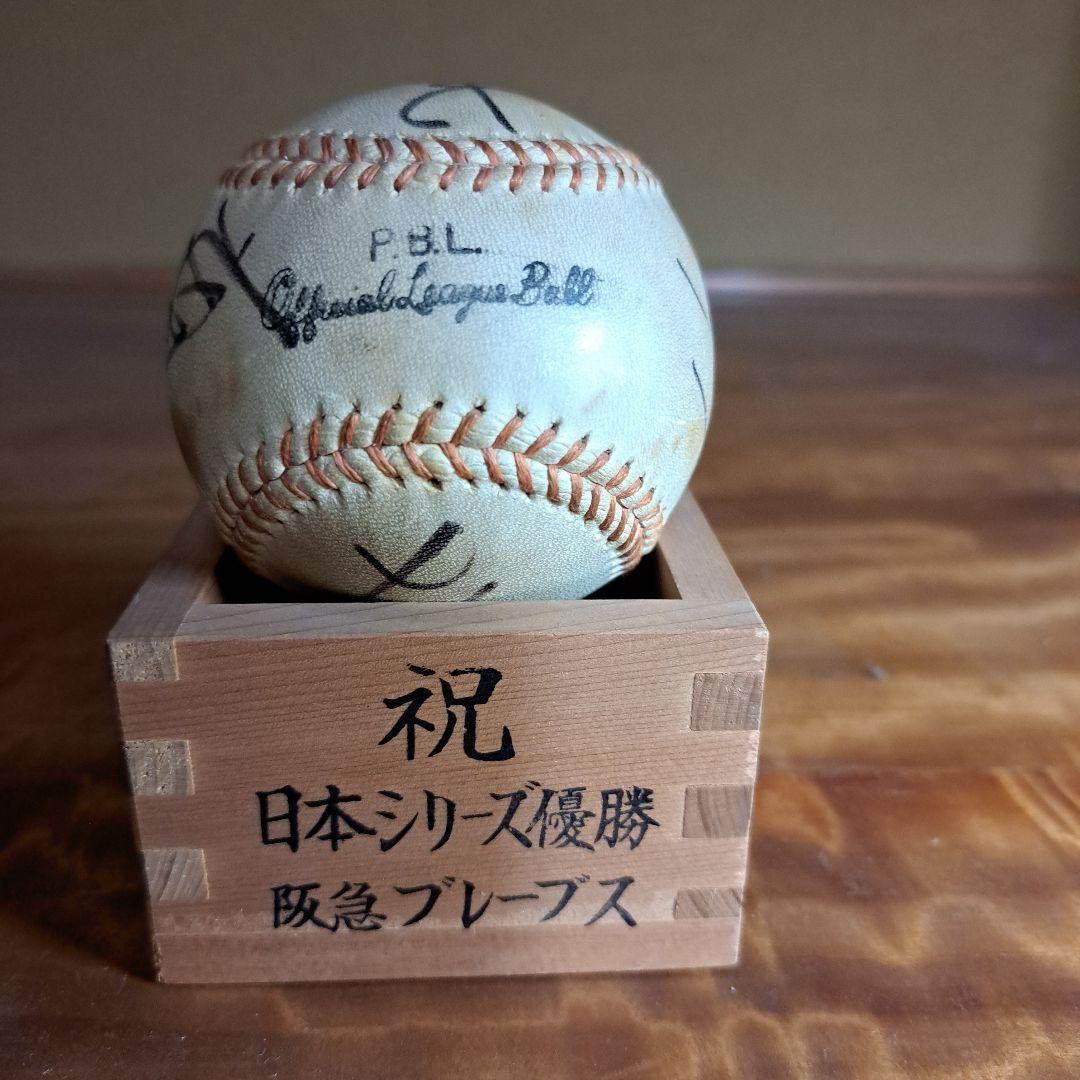 P.B.L.
Official League Ball
祝
日本シリーズ優勝
阪急ブレーブス